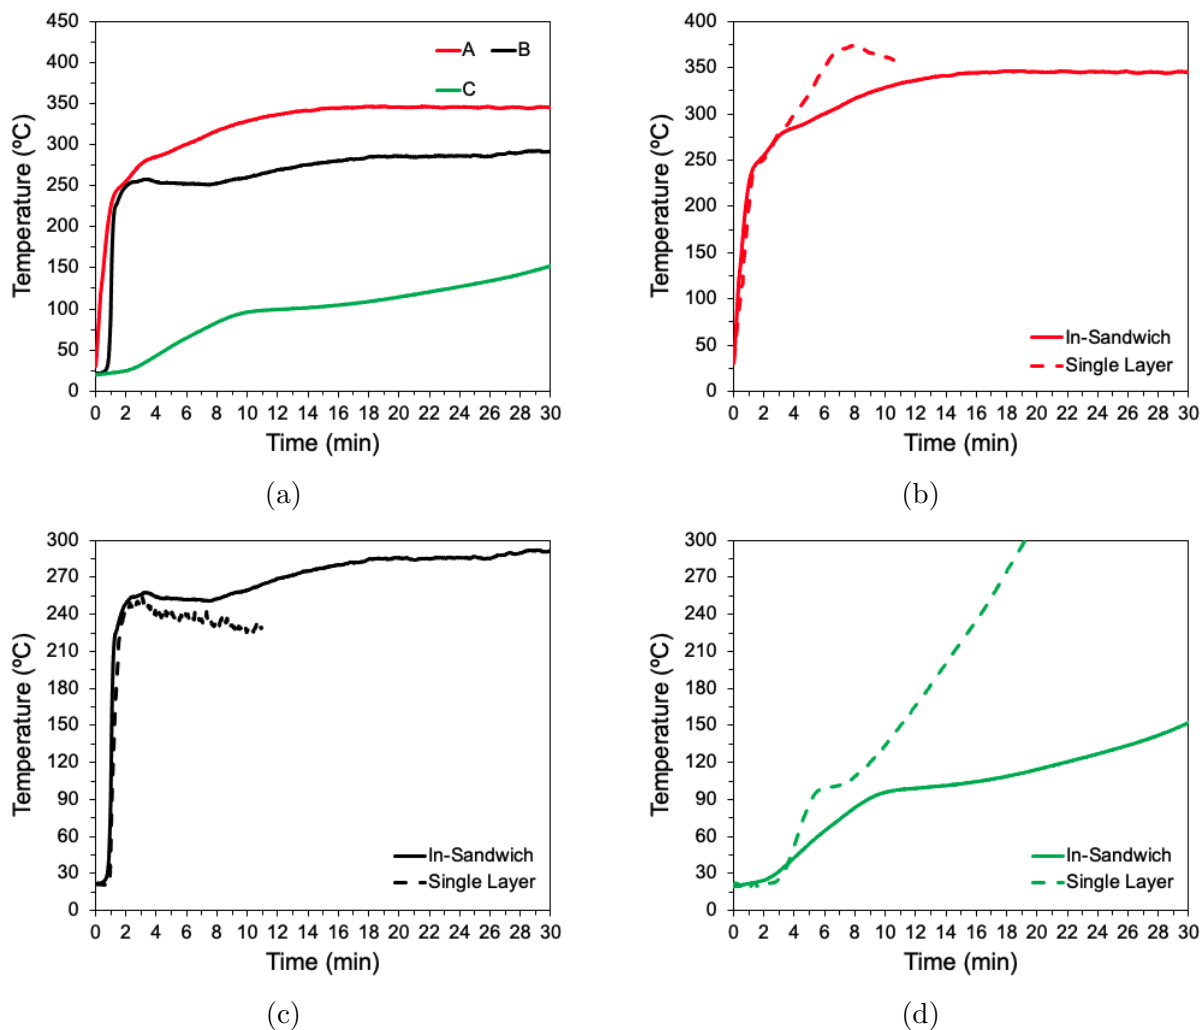 450
400
350
300
250
200
150
100
50
0
Temperature (ºC)
A B
C
0 2 4 6 8 10 12 14 16 18 20 22 24 26 28 30
Time (min)
(a)
400
350
300
250
200
150
100
50
0
Temperature (ºC)
In-Sandwich
Single Layer
0 2 4 6 8 10 12 14 16 18 20 22 24 26 28 30
Time (min)
(b)
300
270
240
210
180
150
120
90
60
30
0
Temperature (ºC)
In-Sandwich
Single Layer
0 2 4 6 8 10 12 14 16 18 20 22 24 26 28 30
Time (min)
(c)
300
270
240
210
180
150
120
90
60
30
0
Temperature (ºC)
In-Sandwich
Single Layer
0 2 4 6 8 10 12 14 16 18 20 22 24 26 28 30
Time (min)
(d)